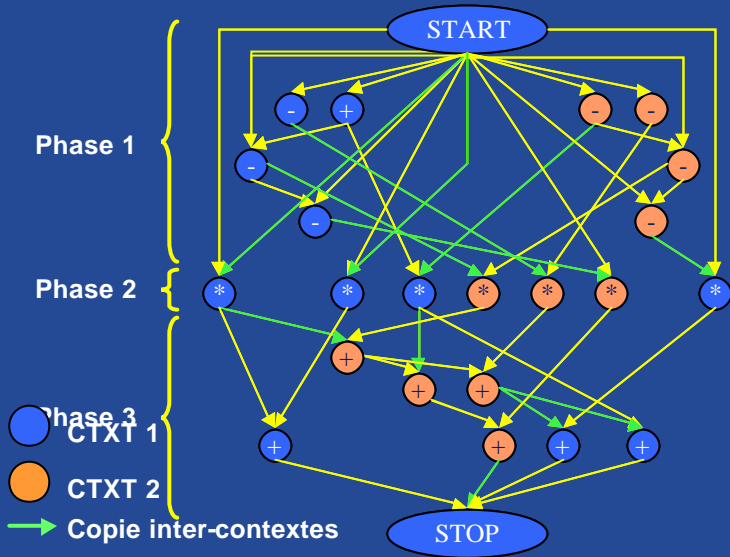 START
- + - -
Phase 1
- -
- -
Phase 2
* * * * * * *
+
+ +
Phase 3
CTXT 1
+ + + +
CTXT 2
Copie inter-contextes
STOP